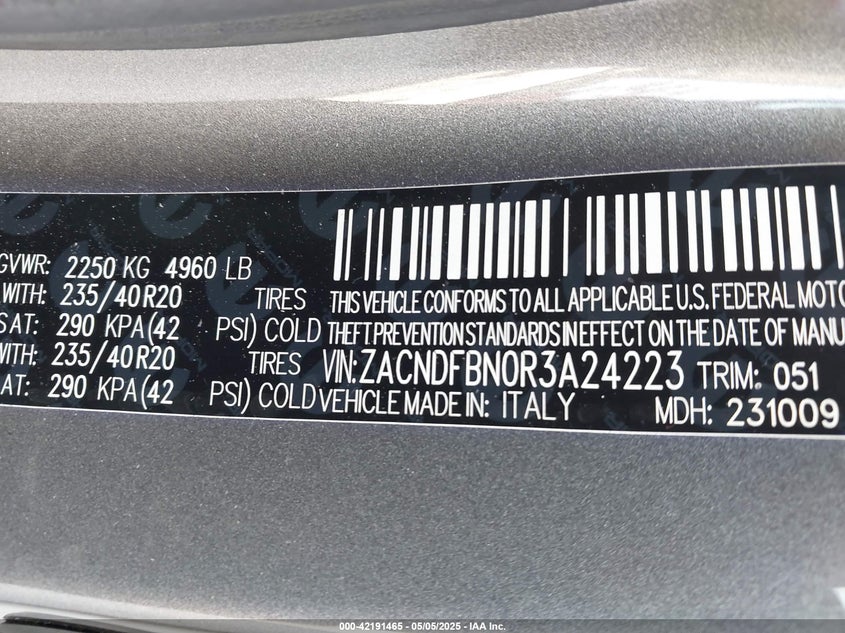 GVWR: 2250 KG 4960 LB
WITH: 235/40R20 TIRES
S AT: 290 KPA (42 PSI) COLD
WITH: 235/40R20 TIRES
AT: 290 KPA (42 PSI) COLD
THIS VEHICLE CONFORMS TO ALL APPLICABLE U.S. FEDERAL MOTO
THEFT PREVENTION STANDARDS IN EFFECT ON THE DATE OF MANU
VIN:ZACNDFBN0R3A24223 TRIM: 051
VEHICLE MADE IN: ITALY MDH: 231009
000-42191465 - 05/05/2025 - IAA Inc.